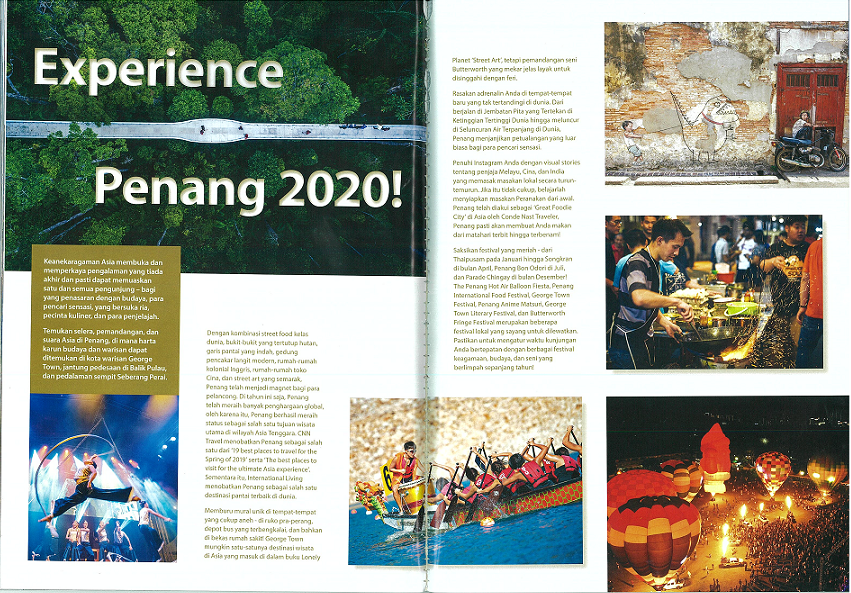 Experience
Penang 2020!
Keanekaragaman Asia membuka dan
memperkaya pengalaman yang tiada
akhir dan pasti dapat memuaskan
satu dan semua pengunjung – bagi
yang penasaran dengan budaya, para
pencari sensasi, yang bersuka ria,
pecinta kuliner, dan para penjelajah.
Temukan selera, pemandangan, dan
suara Asia di Penang, di mana harta
karun budaya dan warisan dapat
ditemukan di kota warisan George
Town, jantung pedesaan di Balik Pulau,
dan pedalaman sempit Seberang Perai.
Dengan kombinasi street food kelas
dunia, bukit-bukit yang tertutup hutan,
garis pantai yang indah, gedung
pencakar langit modern, rumah-rumah
kolonial Inggris, rumah-rumah toko
Cina, dan street art yang semarak,
Penang telah menjadi magnet bagi para
pelancong. Di tahun ini saja, Penang
telah meraih banyak penghargaan global,
oleh karena itu, Penang berhasil meraih
status sebagai salah satu tujuan wisata
utama di wilayah Asia Tenggara. CNN
Travel menobatkan Penang sebagai salah
satu dari '19 best places to travel for the
Spring of 2019' serta 'The best places to
visit for the ultimate Asia experience'.
Sementara itu, International Living
menobatkan Penang sebagai salah satu
destinasi pantai terbaik di dunia.
Memburu mural unik di tempat-tempat
yang cukup aneh - di ruko pra-perang,
depot bus yang terbengkalai, dan bahkan
di bekas rumah sakit! George Town
mungkin satu-satunya destinasi wisata
di Asia yang masuk di dalam buku Lonely
Planet 'Street Art', tetapi pemandangan seni
Butterworth yang mekar jelas layak untuk
disinggahi dengan feri.
Rasakan adrenalin Anda di tempat-tempat
baru yang tak tertandingi di dunia. Dari
berjalan di Jembatan Pita yang Tertekan di
Ketinggian Tertinggi Dunia hingga meluncur
di Seluncuran Air Terpanjang di Dunia,
Penang menjanjikan petualangan yang luar
biasa bagi para pencari sensasi.
Penuhi Instagram Anda dengan visual stories
tentang penjaja Melayu, Cina, dan India
yang memasak masakan lokal secara turun-
temurun. Jika itu tidak cukup, belajarlah
menyiapkan masakan Peranakan dari awal.
Penang telah diakui sebagai 'Great Foodie
City' di Asia oleh Conde Nast Traveler,
Penang pasti akan membuat Anda makan
dari matahari terbit hingga terbenam!
Saksikan festival yang meriah - dari
Thaipusam pada Januari hingga Songkran
di bulan April, Penang Bon Odori di Juli,
dan Parade Chingay di bulan Desember!
The Penang Hot Air Balloon Fiesta, Penang
International Food Festival, George Town
Festival, Penang Anime Matsuri, George
Town Literary Festival, dan Butterworth
Fringe Festival merupakan beberapa
festival lokal yang sayang untuk dilewatkan.
Pastikan untuk mengatur waktu kunjungan
Anda bertepatan dengan berbagai festival
keagamaan, budaya, dan seni yang
berlimpah sepanjang tahun!